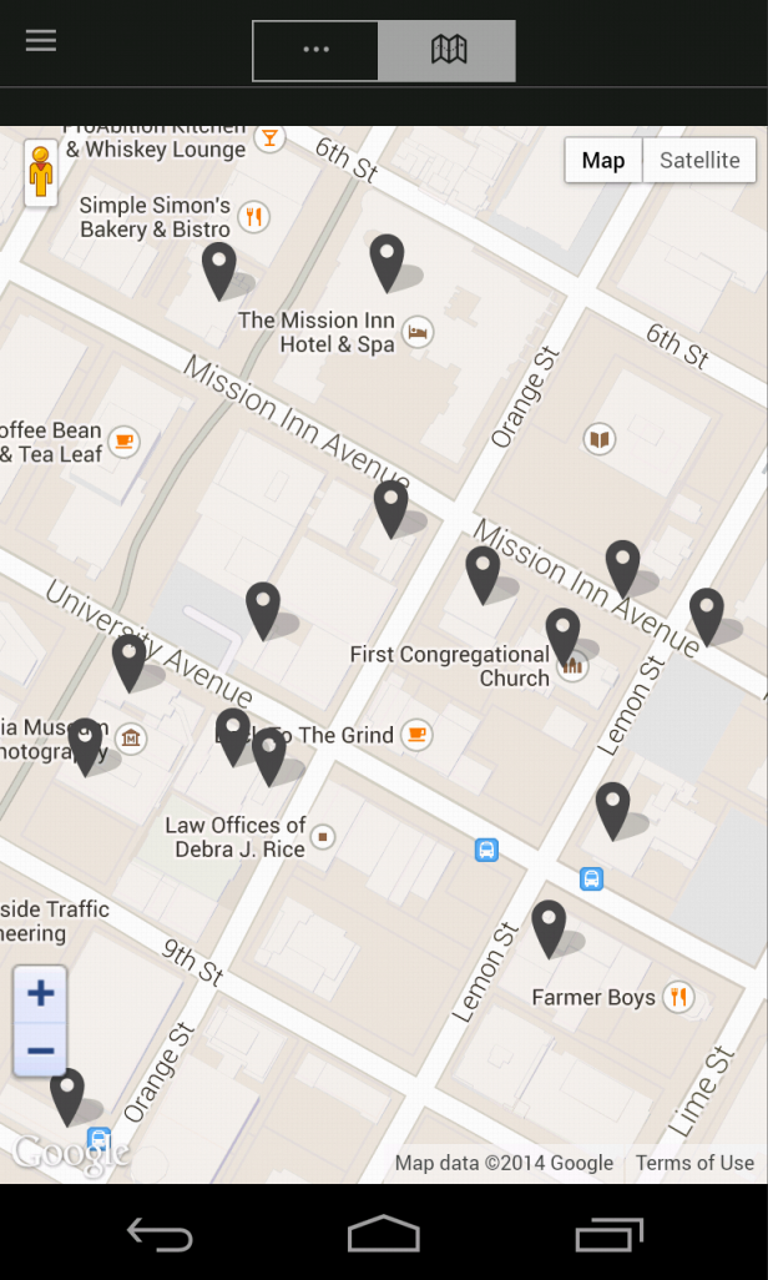 ...
Map
Satellite
ProAbition Kitchen
& Whiskey Lounge
6th St
Simple Simon's
Bakery & Bistro
The Mission Inn
Hotel & Spa
6th St
Orange St
Mission Inn Avenue
offee Bean
& Tea Leaf
Mission Inn Avenue
University Avenue
First Congregational
Church
Lemon St
ia Museum
hotography
Back To The Grind
Law Offices of
Debra J. Rice
side Traffic
neering
9th St
Lemon St
Farmer Boys
+
−
Orange St
Lime St
Google
Map data ©2014 Google
Terms of Use